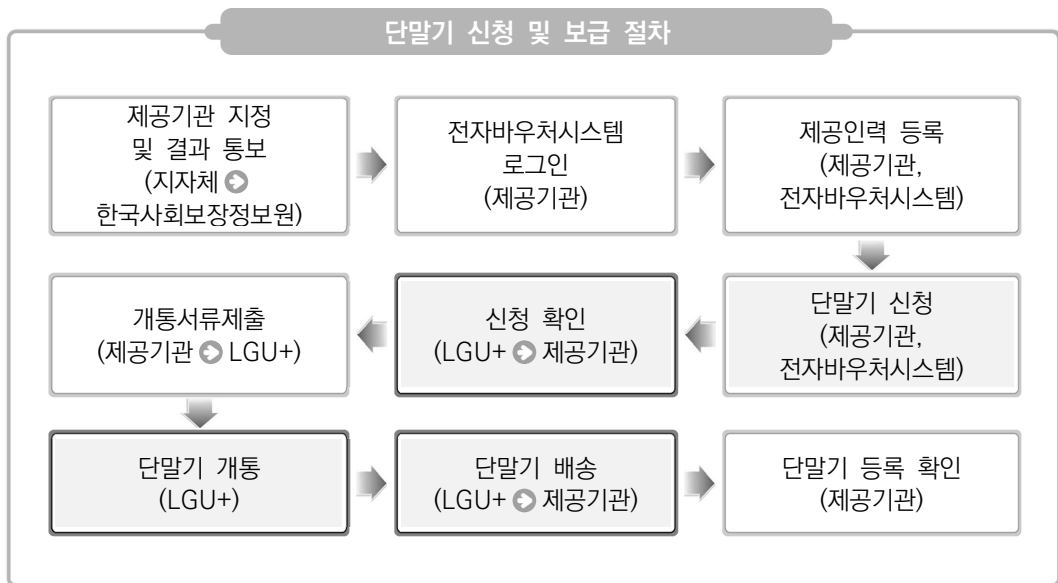 단말기 신청 및 보급 절차
제공기관 지정
및 결과 통보
(지자체 ➲
한국사회보장정보원)
전자바우처시스템
로그인
(제공기관)
제공인력 등록
(제공기관,
전자바우처시스템)
단말기 신청
(제공기관,
전자바우처시스템)
신청 확인
(LGU+ ➲ 제공기관)
개통서류제출
(제공기관 ➲ LGU+)
단말기 개통
(LGU+)
단말기 배송
(LGU+ ➲ 제공기관)
단말기 등록 확인
(제공기관)